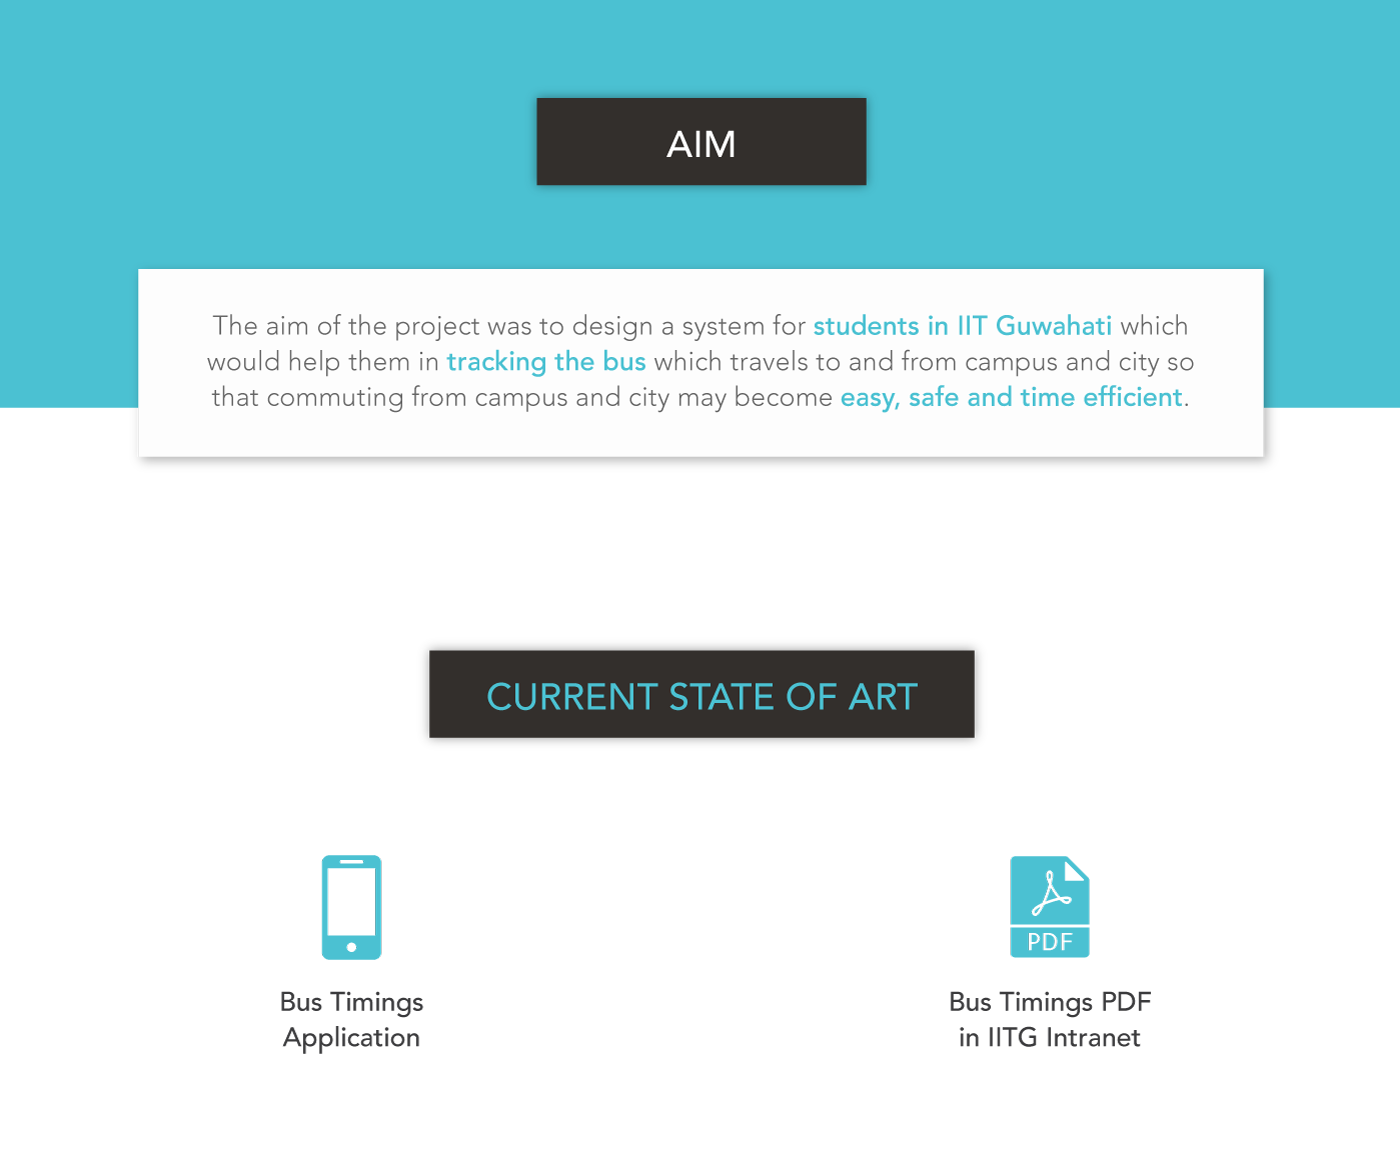 AIM
The aim of the project was to design a system for students in IIT Guwahati which
would help them in tracking the bus which travels to and from campus and city so
that commuting from campus and city may become easy, safe and time efficient.
CURRENT STATE OF ART
Bus Timings
Application
PDF
Bus Timings PDF
in IITG Intranet